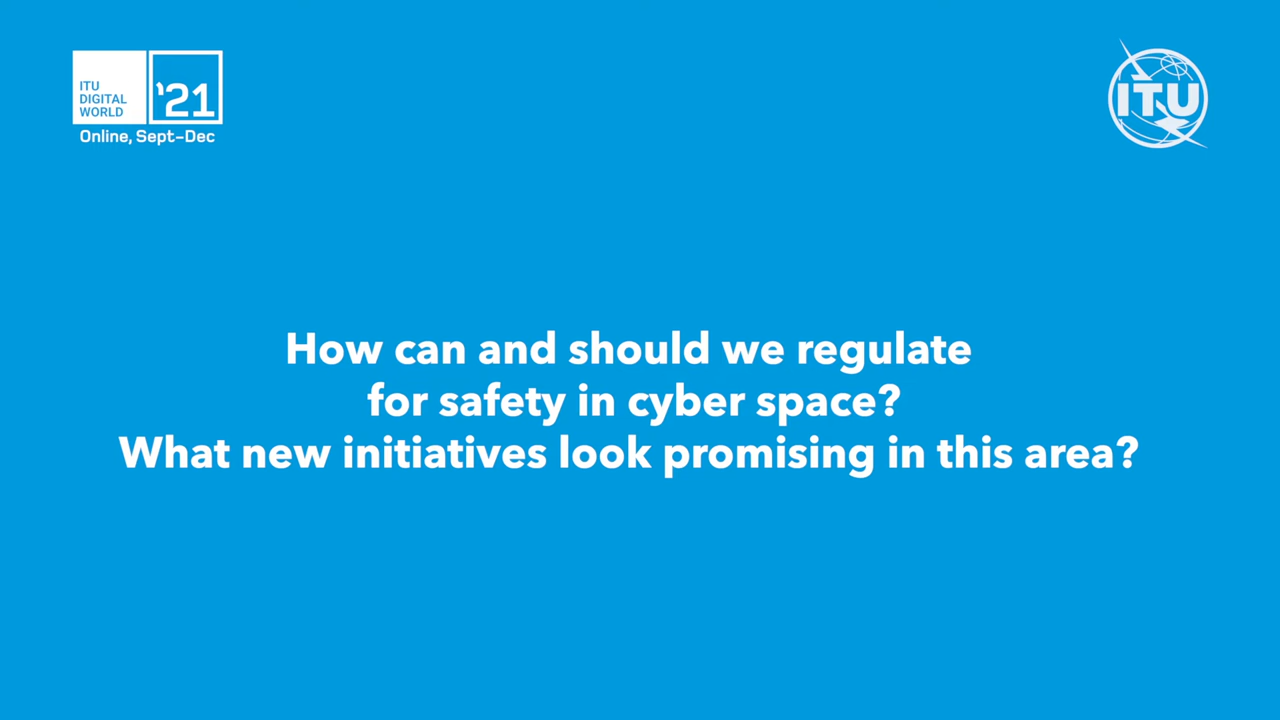 ITU
DIGITAL
WORLD
'21
Online, Sept-Dec
ITU
How can and should we regulate
for safety in cyber space?
What new initiatives look promising in this area?